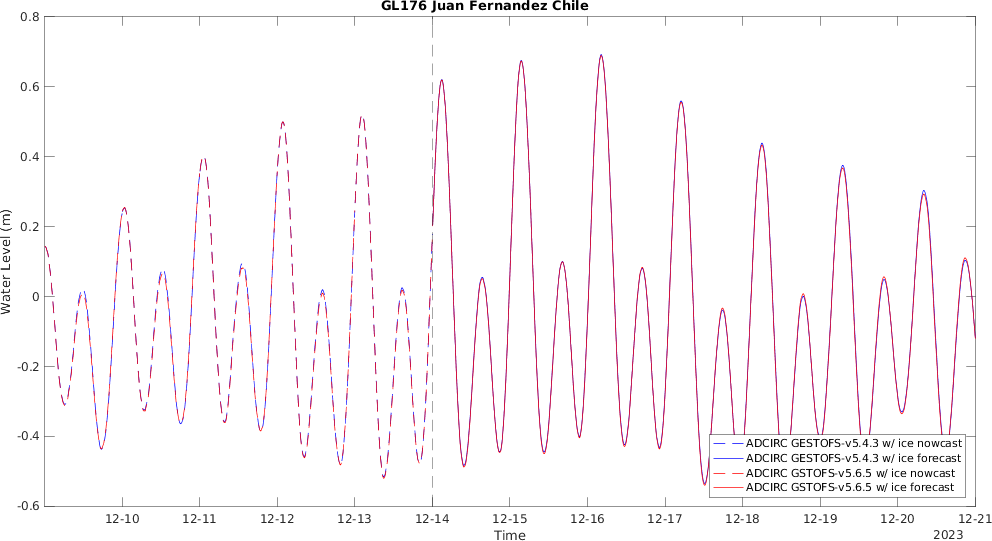 GL176 Juan Fernandez Chile
0.8
0.6
0.4
0.2
0
-0.2
-0.4
-0.6
Water Level (m)
ADCIRC GESTOFS-v5.4.3 w/ ice nowcast
ADCIRC GESTOFS-v5.4.3 w/ ice forecast
ADCIRC GSTOFS-v5.6.5 w/ ice nowcast
ADCIRC GSTOFS-v5.6.5 w/ ice forecast
12-10 12-11 12-12 12-13 12-14 12-15 12-16 12-17 12-18 12-19 12-20 12-21
Time
2023